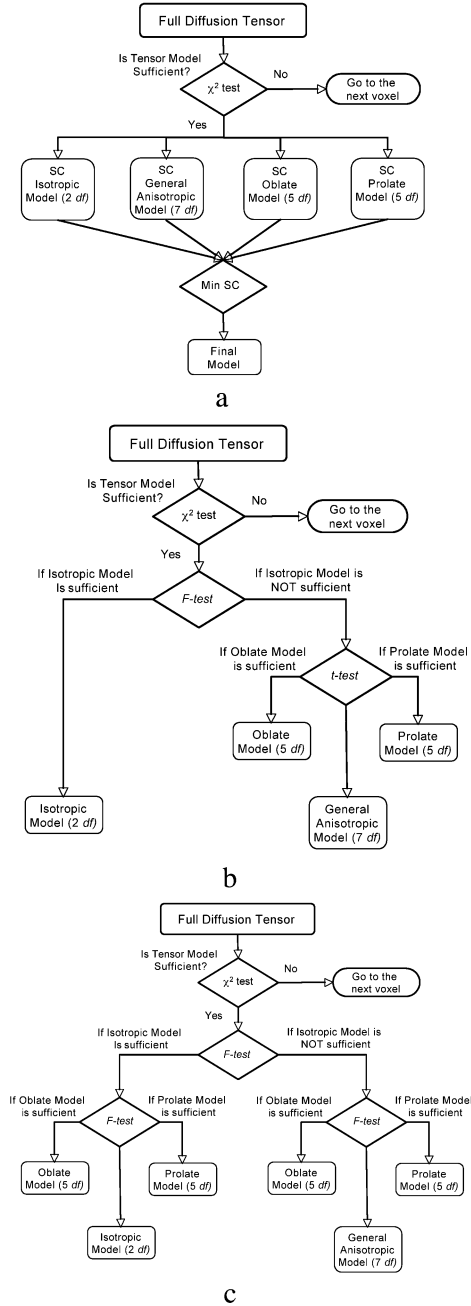 Full Diffusion Tensor
Is Tensor Model
Sufficient?
χ² test
No
Go to the
next voxel
Yes
SC
Isotropic
Model (2 df)
SC
General
Anisotropic
Model (7 df)
SC
Oblate
Model (5 df)
SC
Prolate
Model (5 df)
Min SC
Final
Model
a
Full Diffusion Tensor
Is Tensor Model
Sufficient?
χ² test
No
Go to the
next voxel
Yes
If Isotropic Model
Is sufficient
F-test
If Isotropic Model is
NOT sufficient
If Oblate Model
is sufficient
t-test
If Prolate Model
is sufficient
Oblate
Model (5 df)
Prolate
Model (5 df)
Isotropic
Model (2 df)
General
Anisotropic
Model (7 df)
b
Full Diffusion Tensor
Is Tensor Model
Sufficient?
χ² test
No
Go to the
next voxel
Yes
If Isotropic Model
Is sufficient
F-test
If Isotropic Model is
NOT sufficient
If Oblate Model
is sufficient
F-test
If Prolate Model
is sufficient
If Oblate Model
is sufficient
F-test
If Prolate Model
is sufficient
Oblate
Model (5 df)
Prolate
Model (5 df)
Oblate
Model (5 df)
Prolate
Model (5 df)
Isotropic
Model (2 df)
General
Anisotropic
Model (7 df)
c